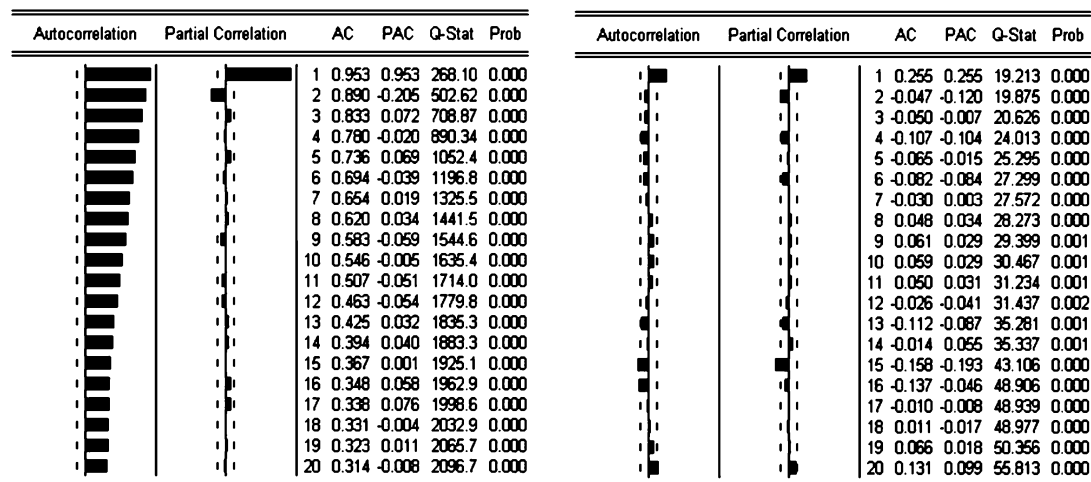 Autocorrelation Partial Correlation AC PAC Q-Stat Prob
1 0.953 0.953 268.10 0.000
2 0.890 -0.205 502.62 0.000
3 0.833 0.072 708.87 0.000
4 0.780 -0.020 890.34 0.000
5 0.736 0.069 1052.4 0.000
6 0.694 -0.039 1196.8 0.000
7 0.654 0.019 1325.5 0.000
8 0.620 0.034 1441.5 0.000
9 0.583 -0.059 1544.6 0.000
10 0.546 -0.005 1635.4 0.000
11 0.507 -0.051 1714.0 0.000
12 0.463 -0.054 1779.8 0.000
13 0.425 0.032 1835.3 0.000
14 0.394 0.040 1883.3 0.000
15 0.367 0.001 1925.1 0.000
16 0.348 0.058 1962.9 0.000
17 0.338 0.076 1998.6 0.000
18 0.331 -0.004 2032.9 0.000
19 0.323 0.011 2065.7 0.000
20 0.314 -0.008 2096.7 0.000
Autocorrelation Partial Correlation AC PAC Q-Stat Prob
1 0.255 0.255 19.213 0.000
2 -0.047 -0.120 19.875 0.000
3 -0.050 -0.007 20.626 0.000
4 -0.107 -0.104 24.013 0.000
5 -0.065 -0.015 25.295 0.000
6 -0.082 -0.084 27.299 0.000
7 -0.030 0.003 27.572 0.000
8 0.048 0.034 28.273 0.000
9 0.061 0.029 29.399 0.001
10 0.059 0.029 30.467 0.001
11 0.050 0.031 31.234 0.001
12 -0.026 -0.041 31.437 0.002
13 -0.112 -0.087 35.281 0.001
14 -0.014 0.055 35.337 0.001
15 -0.158 -0.193 43.106 0.000
16 -0.137 -0.046 48.906 0.000
17 -0.010 -0.008 48.939 0.000
18 0.011 -0.017 48.977 0.000
19 0.066 0.018 50.356 0.000
20 0.131 0.099 55.813 0.000